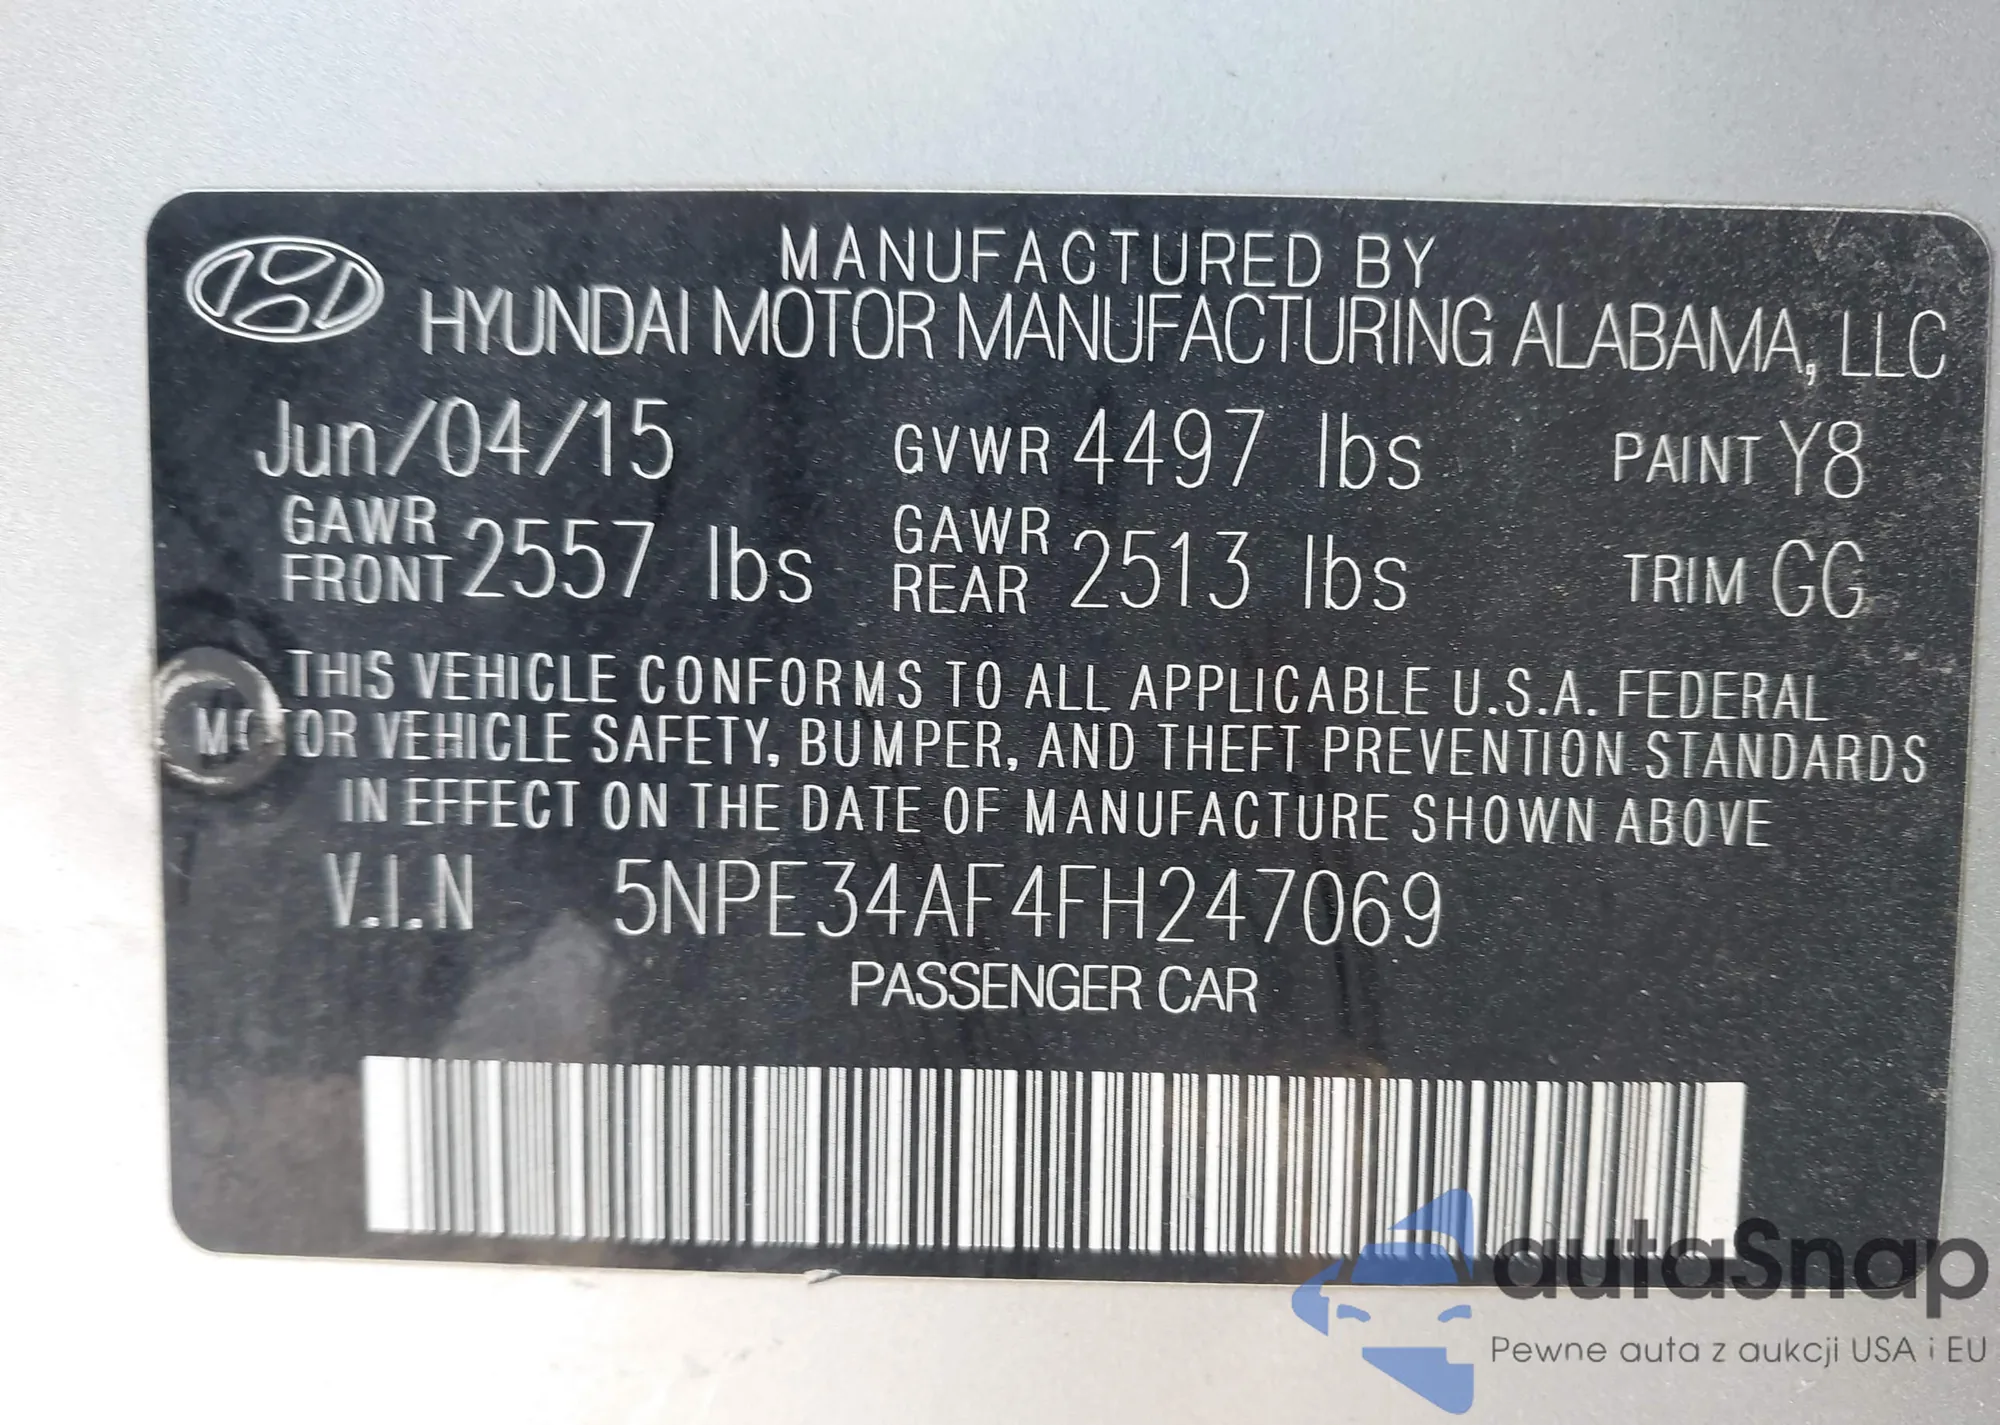 MANUFACTURED BY
HYUNDAI MOTOR MANUFACTURING ALABAMA, LLC
Jun/04/15 GVWR 4497 lbs PAINT Y8
GAWR FRONT 2557 lbs GAWR REAR 2513 lbs TRIM GG
THIS VEHICLE CONFORMS TO ALL APPLICABLE U.S.A. FEDERAL
MOTOR VEHICLE SAFETY, BUMPER, AND THEFT PREVENTION STANDARDS
IN EFFECT ON THE DATE OF MANUFACTURE SHOWN ABOVE
V.I.N 5NPE34AF4FH247069
PASSENGER CAR
autaSnap
Pewne auta z aukcji USA i EU